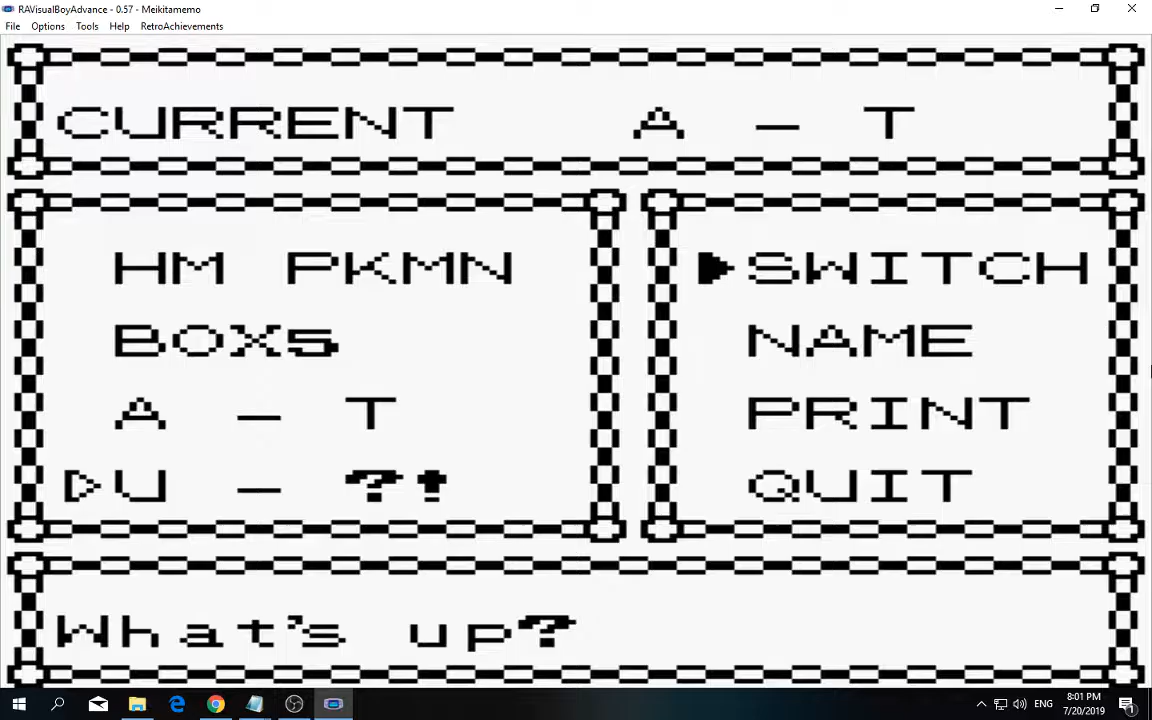 RAVisualBoyAdvance - 0.57 - Meikitamemo
File Options Tools Help RetroAchievements
CURRENT A - T
HM PKMN
BOX5
A - T
U - ?!
SWITCH
NAME
PRINT
QUIT
What's up?
ENG
8:01 PM
7/20/2019
1